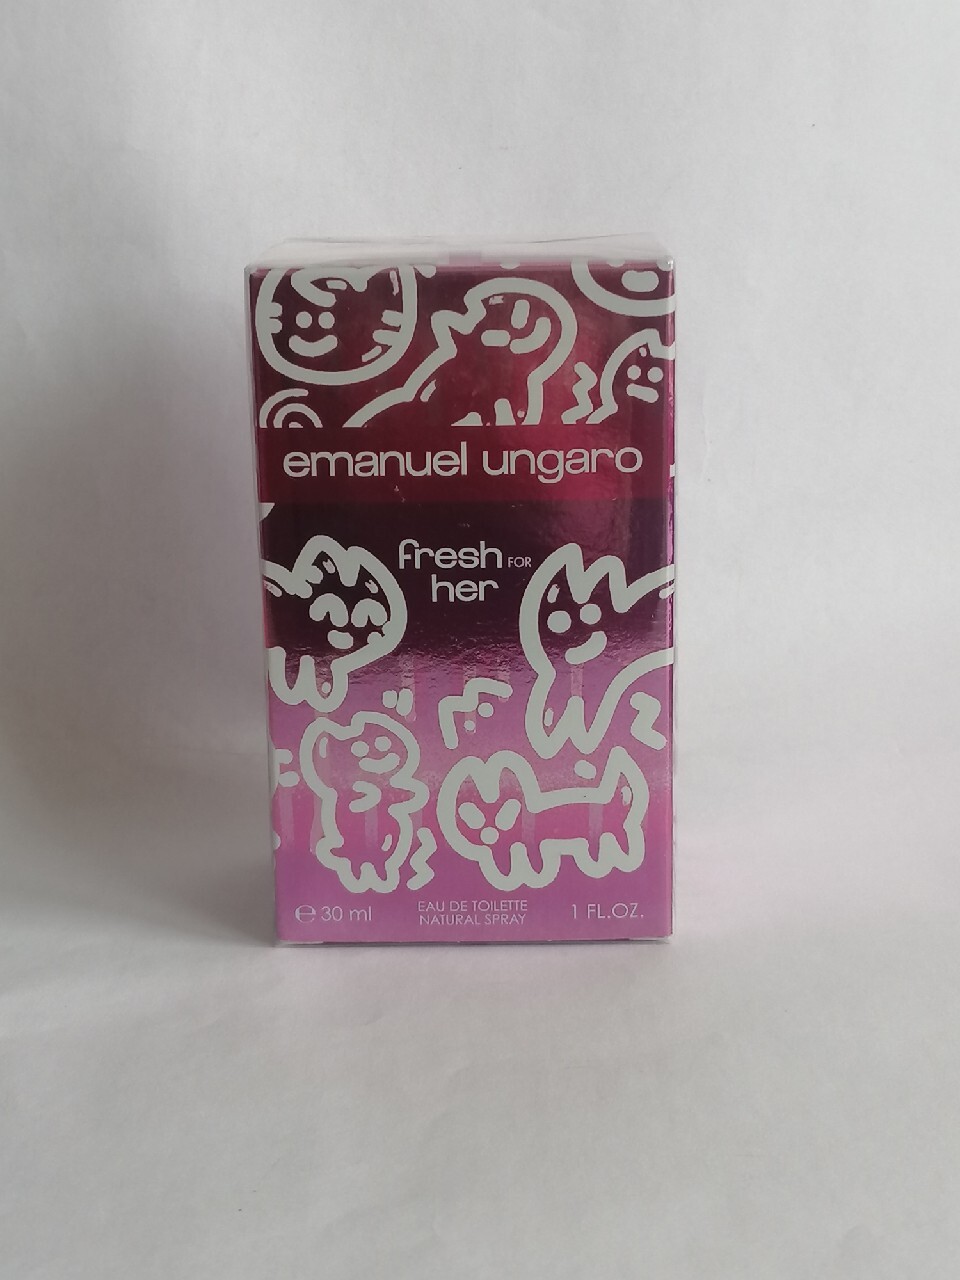 emanuel ungaro
fresh FOR
her
℮ 30 ml
EAU DE TOILETTE
NATURAL SPRAY
1 FL.OZ.